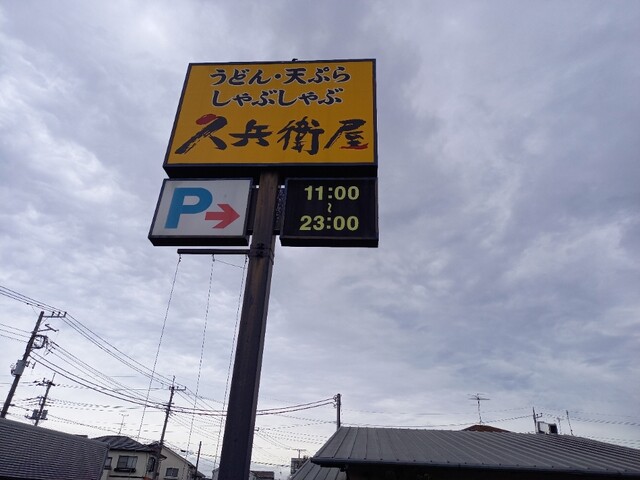 うどん・天ぷら
しゃぶしゃぶ
久兵衛屋
P→
11:00
~
23:00